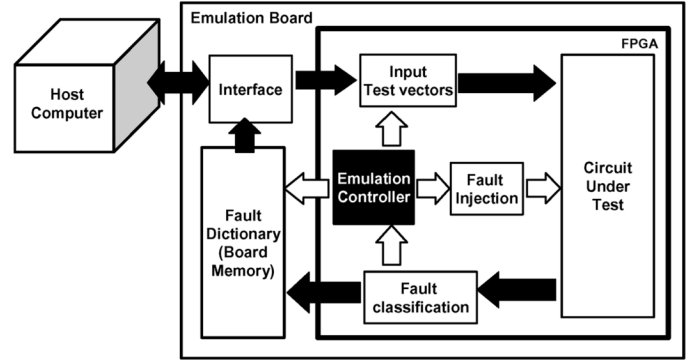 Emulation Board
FPGA
Host
Computer
Interface
Input
Test vectors
Emulation
Controller
Fault
Injection
Circuit
Under
Test
Fault
Dictionary
(Board
Memory)
Fault
classification